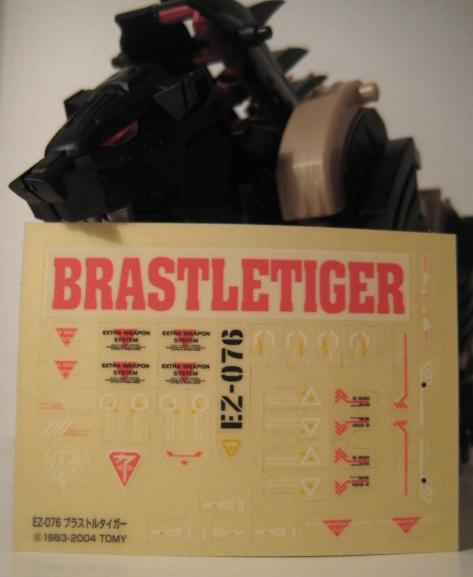 BRASTLETIGER
EXTRA WEAPON
SYSTEM
EXTRA WEAPON
SYSTEM
EXTRA WEAPON
SYSTEM
EXTRA WEAPON
SYSTEM
EZ-076
EZ-076 ブラストルタイガー
©1983-2004 TOMY